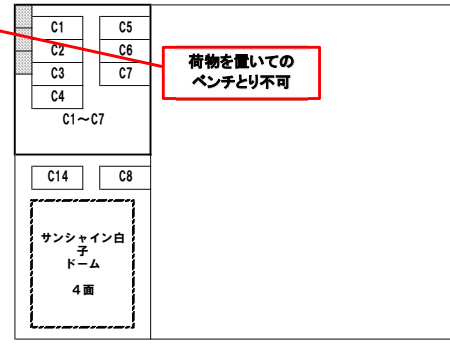 C1
C5
C2
C6
C3
C7
C4
C1～C7
荷物を置いての
ベンチとり不可
C14
C8
サンシャイン白
子
ドーム
４面